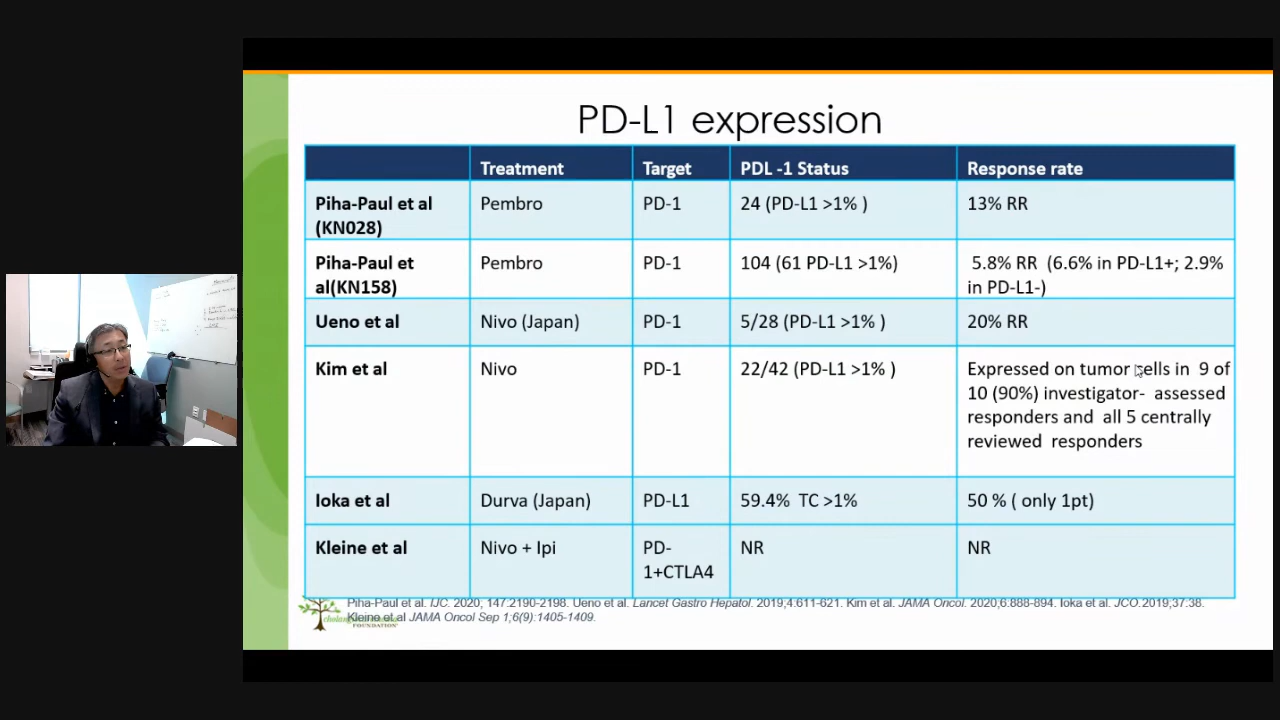 PD-L1 expression
Treatment Target PDL -1 Status Response rate
Piha-Paul et al (KN028) Pembro PD-1 24 (PD-L1 >1% ) 13% RR
Piha-Paul et al(KN158) Pembro PD-1 104 (61 PD-L1 >1%) 5.8% RR (6.6% in PD-L1+; 2.9% in PD-L1-)
Ueno et al Nivo (Japan) PD-1 5/28 (PD-L1 >1% ) 20% RR
Kim et al Nivo PD-1 22/42 (PD-L1 >1% ) Expressed on tumor cells in 9 of 10 (90%) investigator- assessed responders and all 5 centrally reviewed responders
Ioka et al Durva (Japan) PD-L1 59.4% TC >1% 50 % ( only 1pt)
Kleine et al Nivo + Ipi PD-1+CTLA4 NR NR
Piha-Paul et al. IJC. 2020, 147:2190-2198. Ueno et al. Lancet Gastro Hepatol. 2019;4:611-621. Kim et al. JAMA Oncol. 2020;6:888-894. Ioka et al. JCO.2019;37:38.
Kleine et al JAMA Oncol Sep 1;6(9):1405-1409.
FOUNDATION